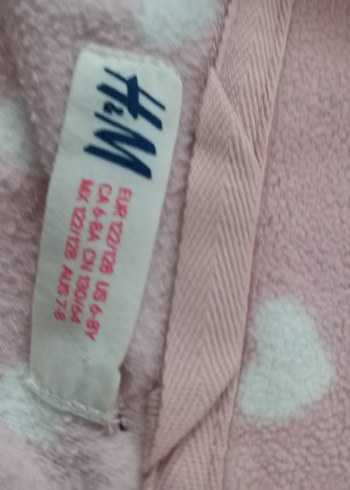 H&M
EUR 122/128 US 6-8Y
CA 6-8A CN 130/64
MX 122/128 AUS 7-8